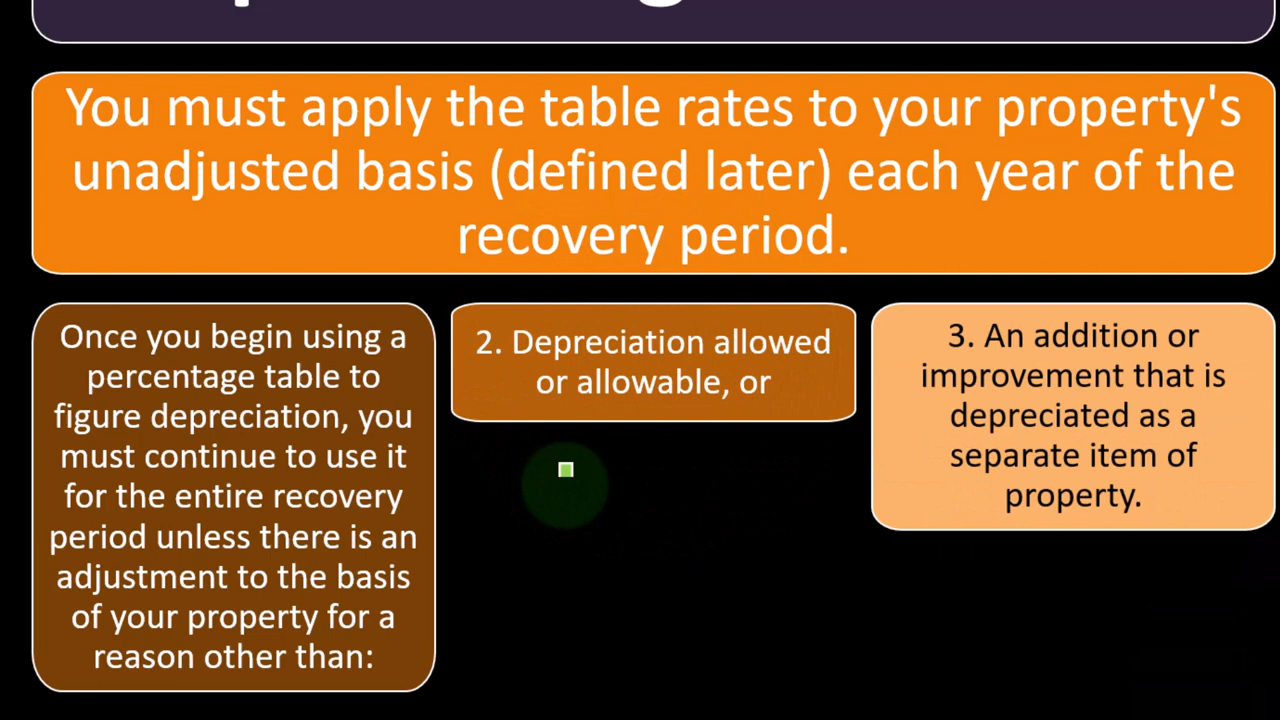 You must apply the table rates to your property's
unadjusted basis (defined later) each year of the
recovery period.
Once you begin using a
percentage table to
figure depreciation, you
must continue to use it
for the entire recovery
period unless there is an
adjustment to the basis
of your property for a
reason other than:
2. Depreciation allowed
or allowable, or
3. An addition or
improvement that is
depreciated as a
separate item of
property.